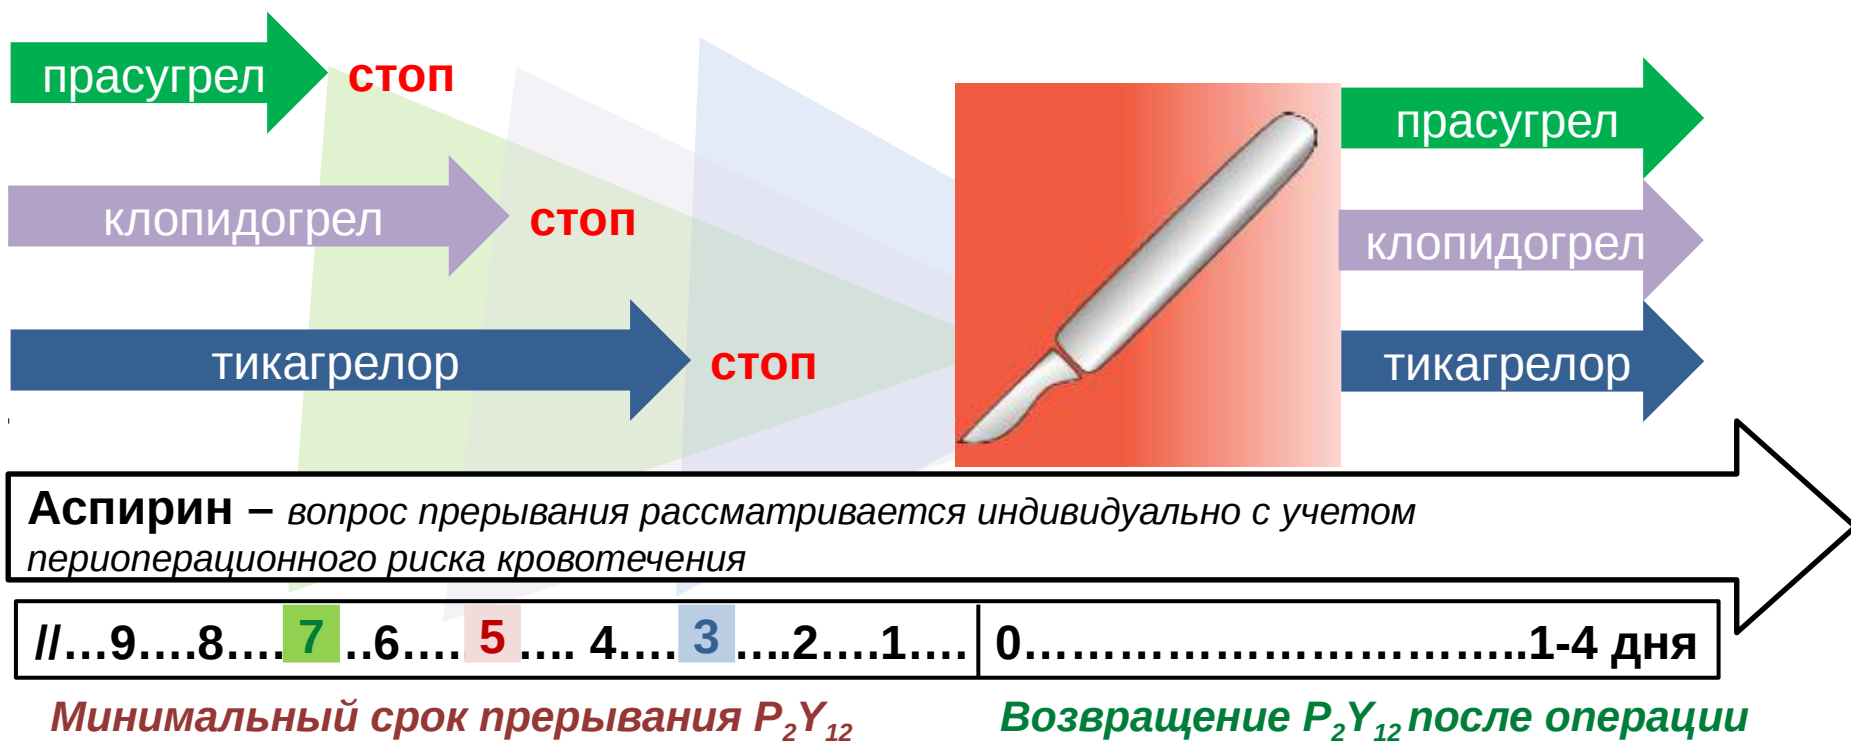 прасугрел стоп
прасугрел
клопидогрел стоп
клопидогрел
тикагрелор стоп
тикагрелор
Аспирин – вопрос прерывания рассматривается индивидуально с учетом
периоперационного риска кровотечения
//...9....8....7..6....5.... 4....3....2....1.... 0................................1-4 дня
Минимальный срок прерывания P₂Y₁₂
Возвращение P₂Y₁₂ после операции